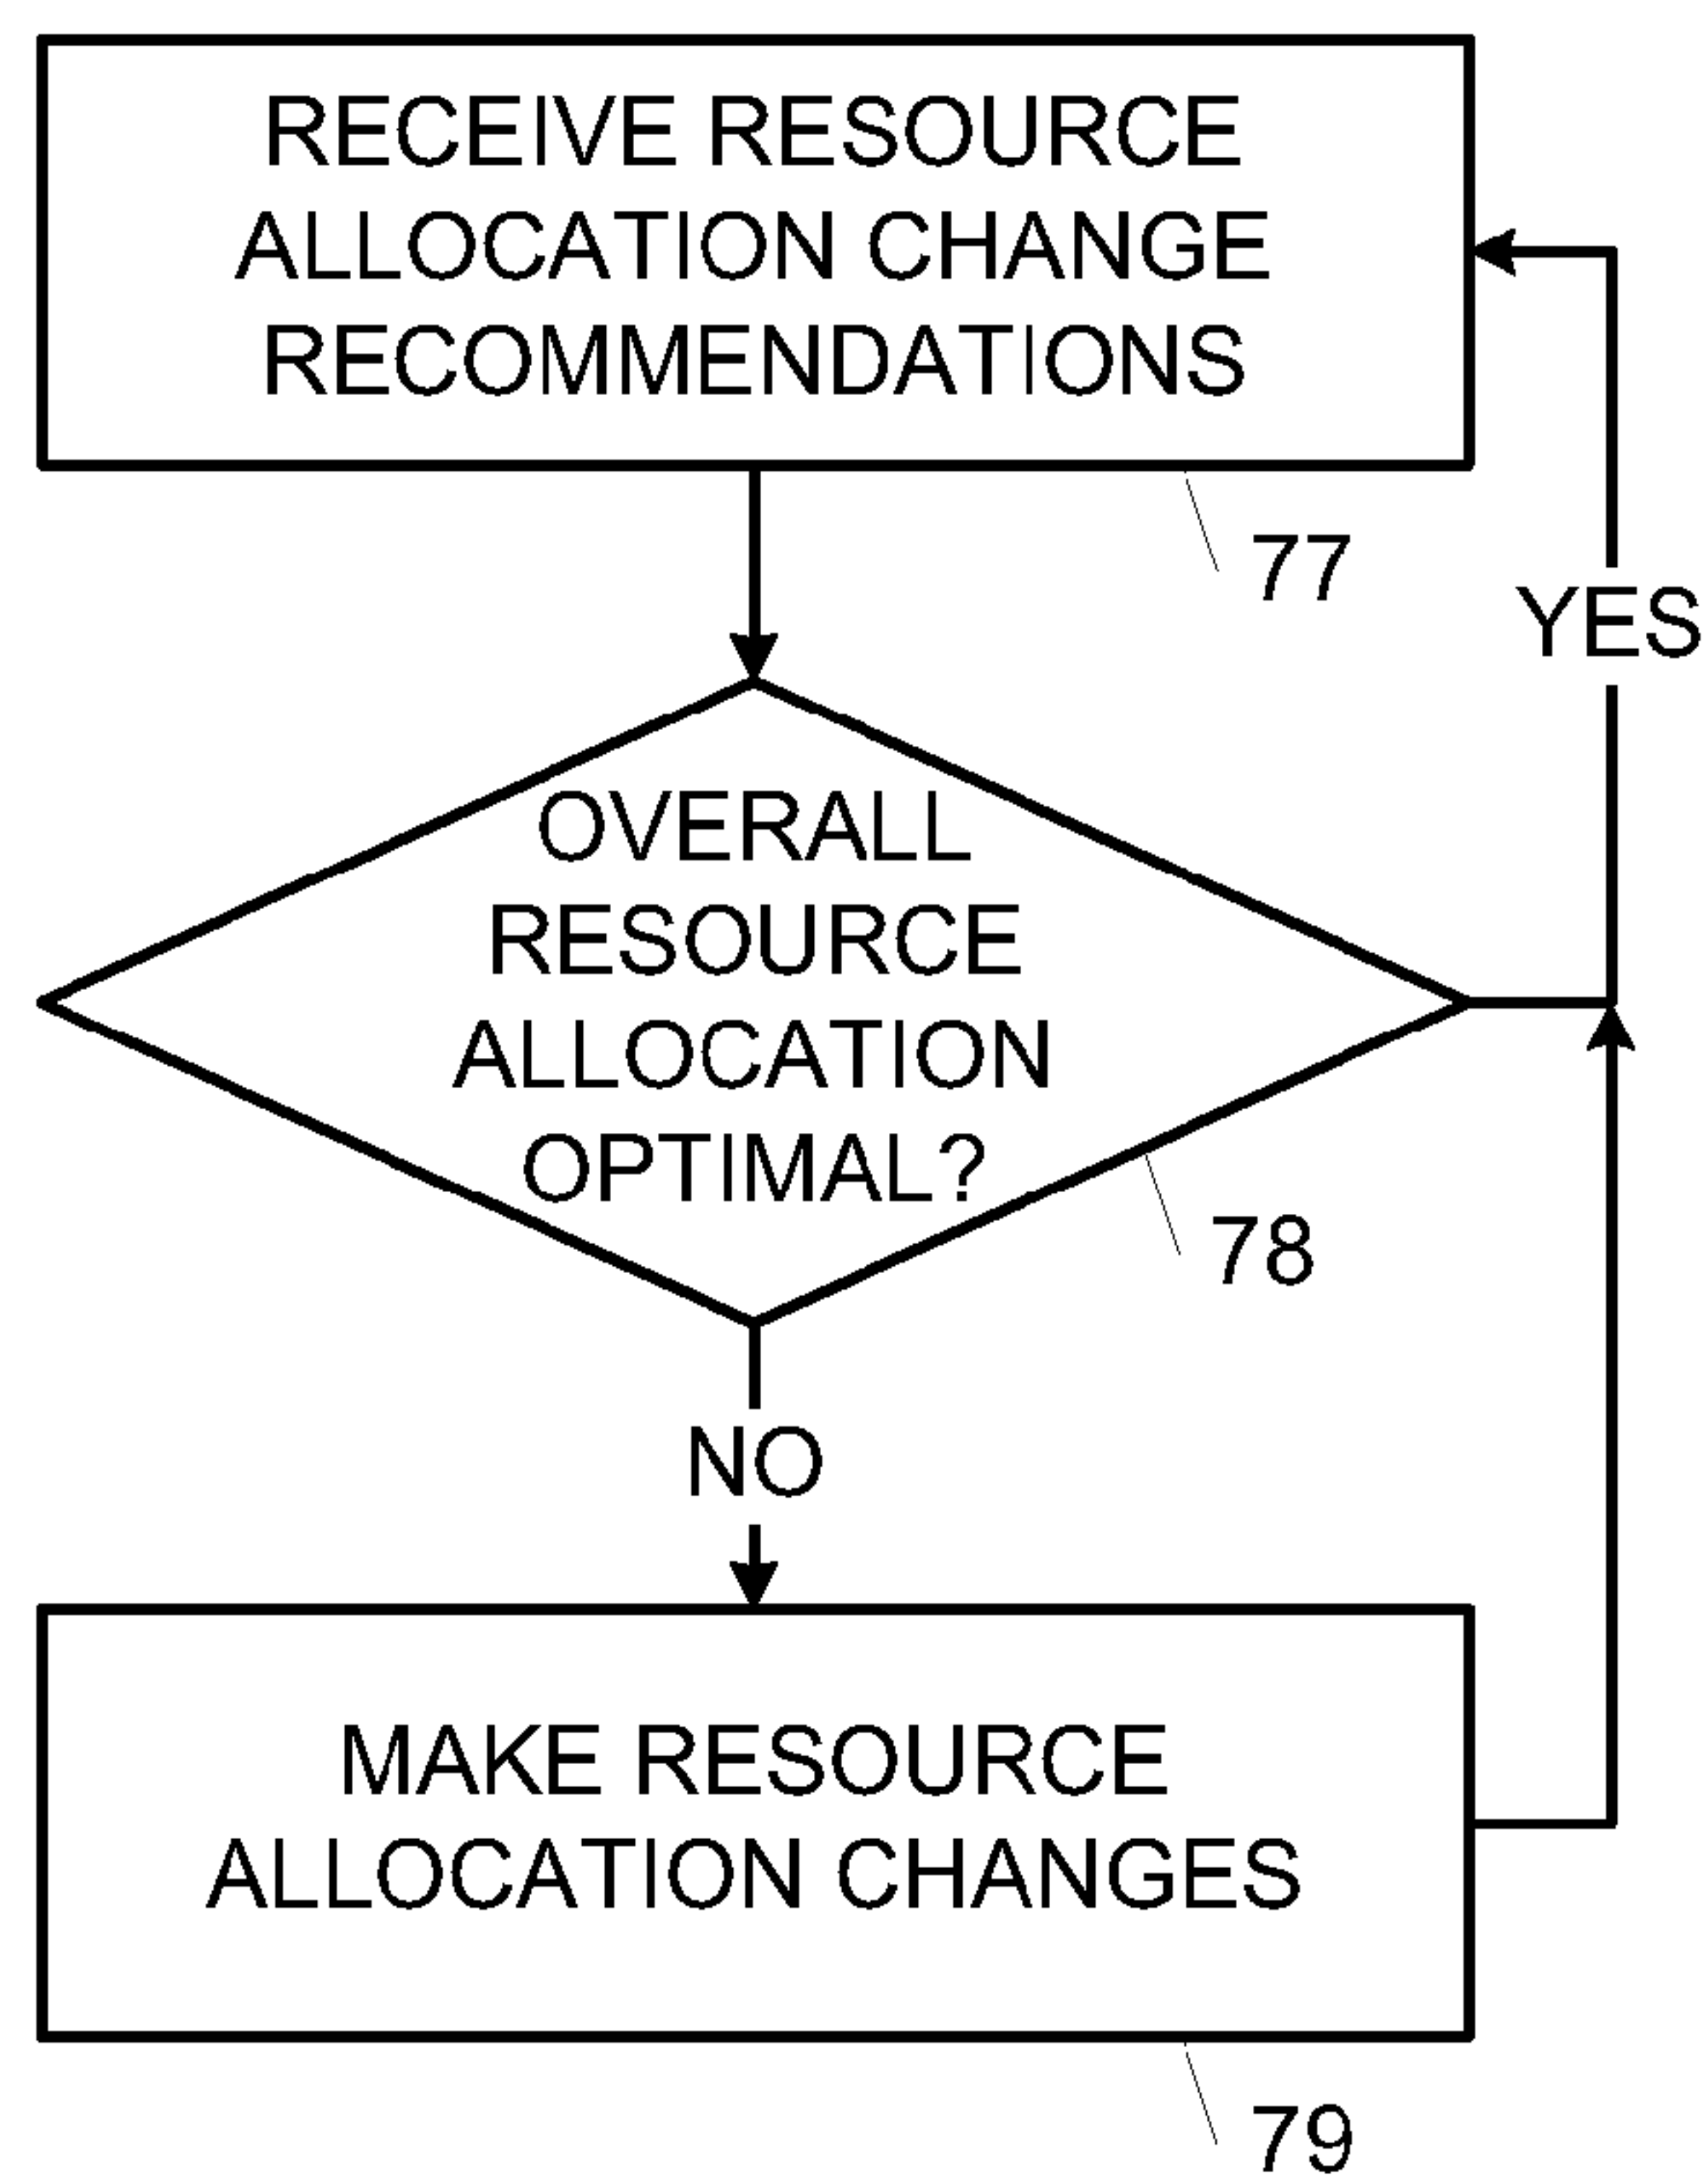 RECEIVE RESOURCE
ALLOCATION CHANGE
RECOMMENDATIONS
77
YES
OVERALL
RESOURCE
ALLOCATION
OPTIMAL?
78
NO
MAKE RESOURCE
ALLOCATION CHANGES
79